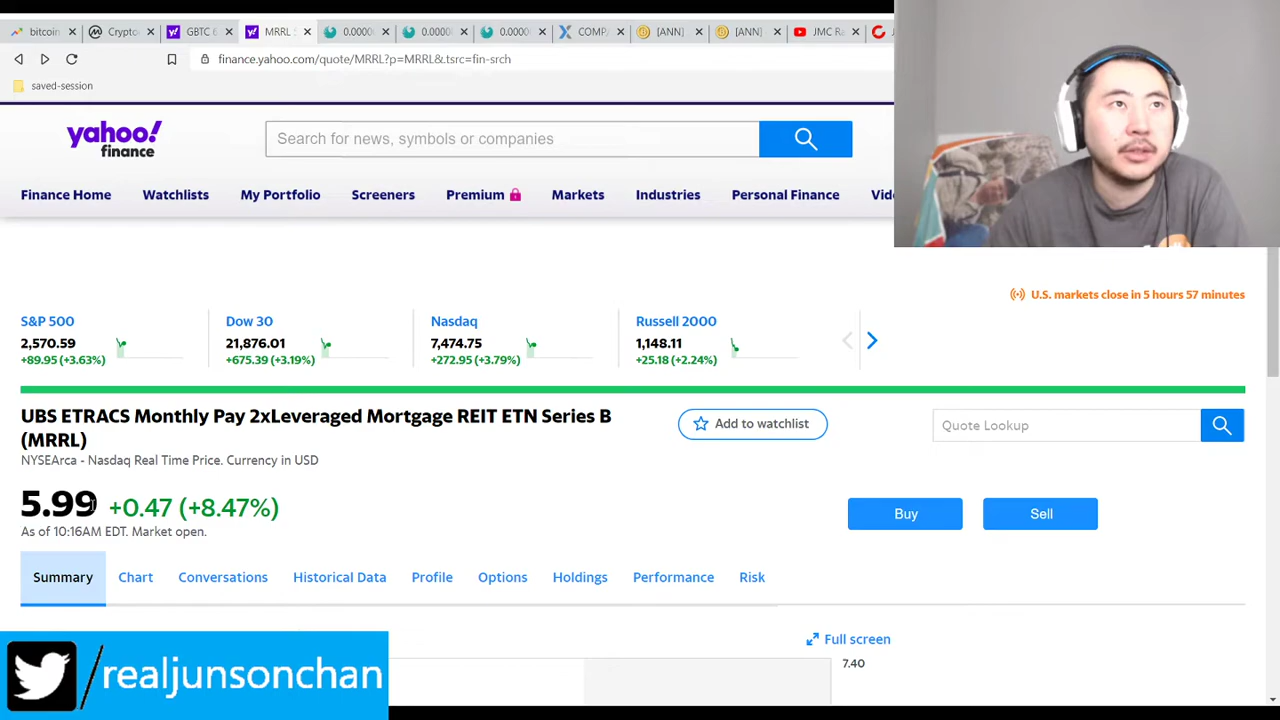 bitcoin
Crypto
GBTC 6
MRRL
0.0000
0.0000
0.0000
COMPA
[ANN]
[ANN]
JMC R
finance.yahoo.com/quote/MRRL?p=MRRL&.tsrc=fin-srch
saved-session
yahoo!
finance
Search for news, symbols or companies
Finance Home Watchlists My Portfolio Screeners Premium Markets Industries Personal Finance Vid
U.S. markets close in 5 hours 57 minutes
S&P 500 Dow 30 Nasdaq Russell 2000
2,570.59 21,876.01 7,474.75 1,148.11
+89.95 (+3.63%) +675.39 (+3.19%) +272.95 (+3.79%) +25.18 (+2.24%)
UBS ETRACS Monthly Pay 2xLeveraged Mortgage REIT ETN Series B
(MRRL)
Add to watchlist
Quote Lookup
NYSEArca - Nasdaq Real Time Price. Currency in USD
5.99 +0.47 (+8.47%)
As of 10:16AM EDT. Market open.
Buy Sell
Summary Chart Conversations Historical Data Profile Options Holdings Performance Risk
Full screen
7.40
/realjunsonchan